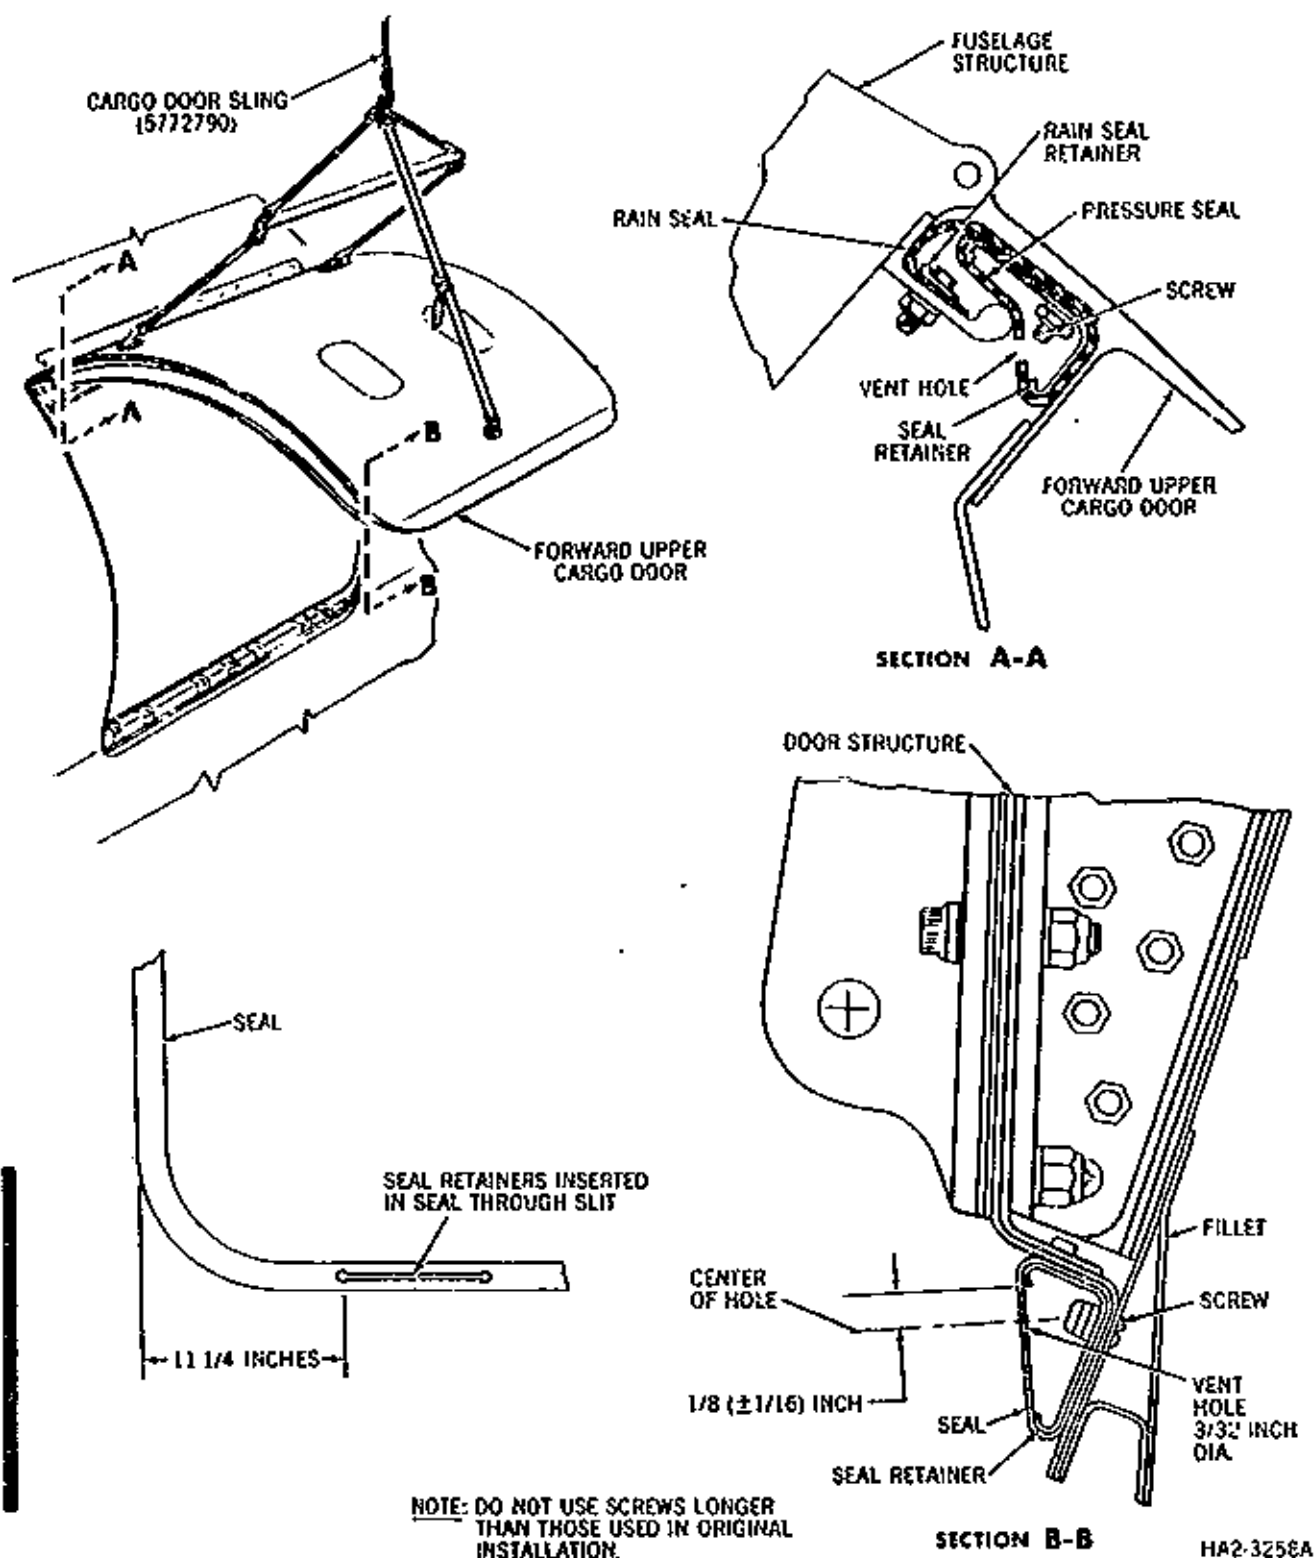 CARGO DOOR SLING
(5772790)
A
A
B
B
FORWARD UPPER
CARGO DOOR
FUSELAGE
STRUCTURE
RAIN SEAL
RETAINER
RAIN SEAL
PRESSURE SEAL
SCREW
VENT HOLE
SEAL
RETAINER
FORWARD UPPER
CARGO DOOR
SECTION A-A
DOOR STRUCTURE
SEAL
SEAL RETAINERS INSERTED
IN SEAL THROUGH SLIT
11 1/4 INCHES
CENTER
OF HOLE
FILLET
SCREW
1/8 (±1/16) INCH
VENT
HOLE
3/32 INCH
DIA.
SEAL
SEAL RETAINER
NOTE: DO NOT USE SCREWS LONGER
THAN THOSE USED IN ORIGINAL
INSTALLATION.
SECTION B-B
HA2-3258A